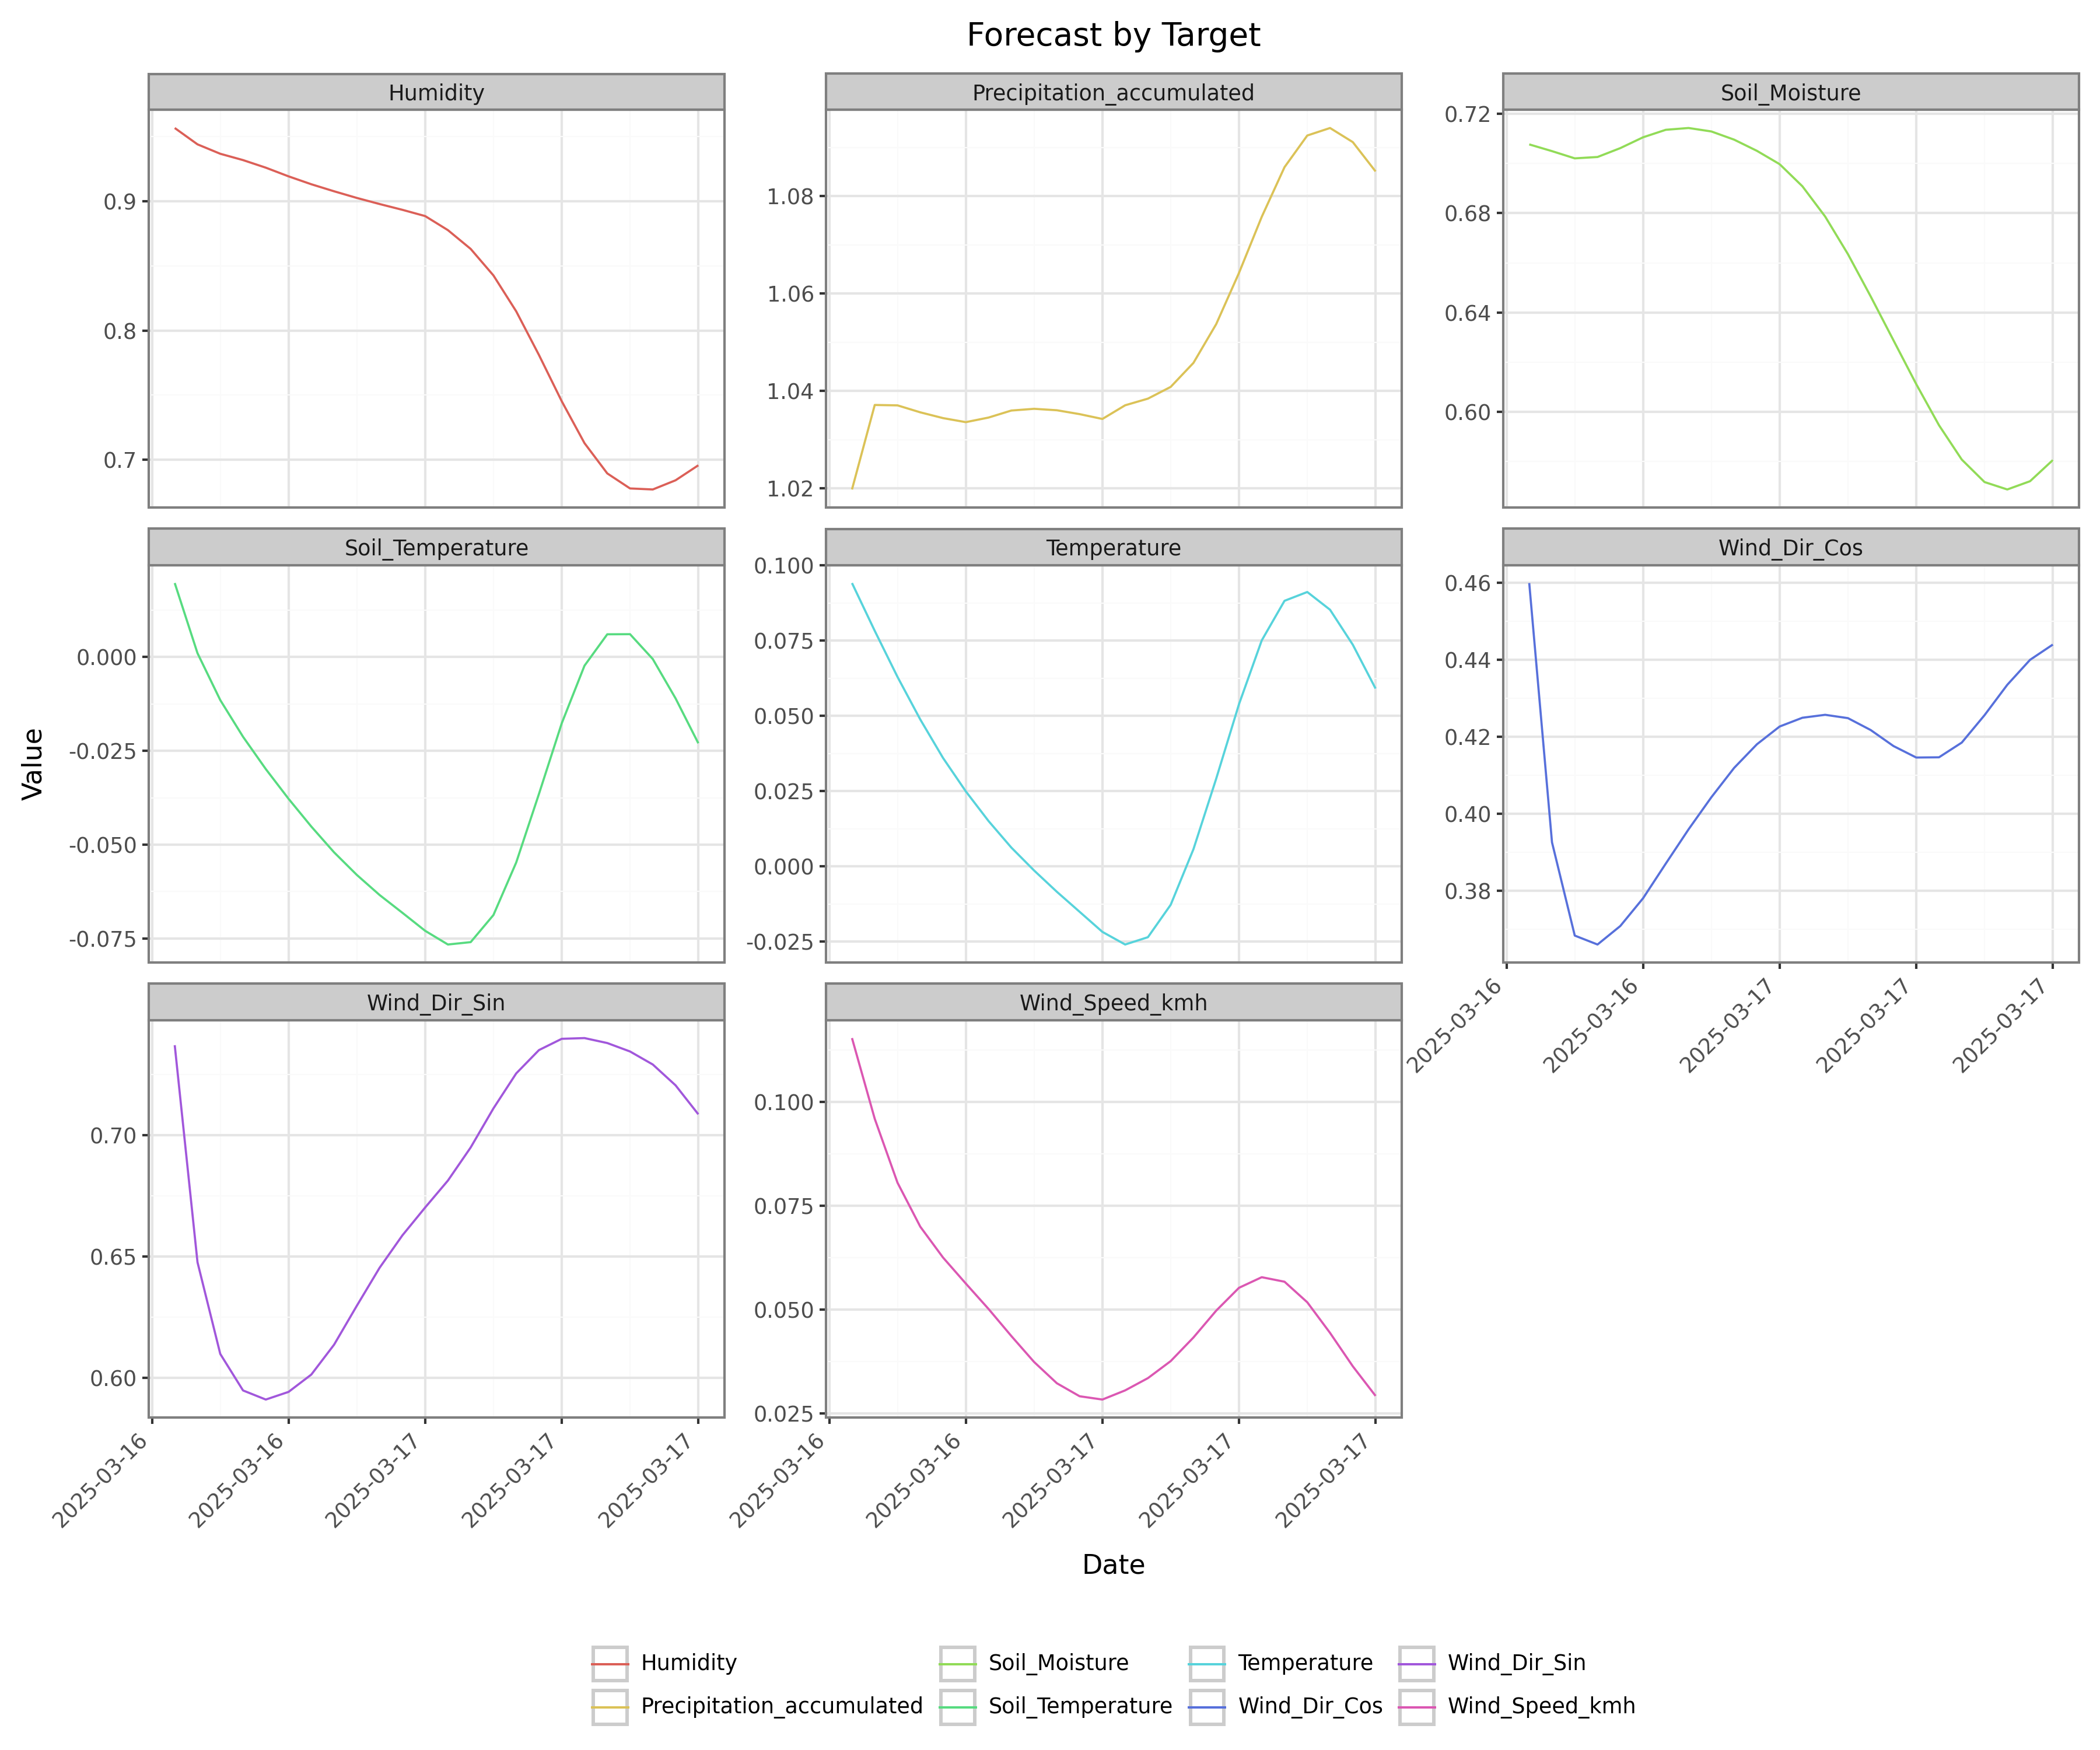 Forecast by Target
Humidity
0.9
0.8
0.7
Precipitation_accumulated
1.08
1.06
1.04
1.02
Soil_Moisture
0.72
0.68
0.64
0.60
Soil_Temperature
0.000
-0.025
-0.050
-0.075
Temperature
0.100
0.075
0.050
0.025
0.000
-0.025
Wind_Dir_Cos
0.46
0.44
0.42
0.40
0.38
2025-03-16
2025-03-16
2025-03-17
2025-03-17
2025-03-17
Value
Wind_Dir_Sin
0.70
0.65
0.60
2025-03-16
2025-03-16
2025-03-17
2025-03-17
2025-03-17
Wind_Speed_kmh
0.100
0.075
0.050
0.025
2025-03-16
2025-03-16
2025-03-17
2025-03-17
2025-03-17
Date
Humidity
Soil_Moisture
Temperature
Wind_Dir_Sin
Precipitation_accumulated
Soil_Temperature
Wind_Dir_Cos
Wind_Speed_kmh